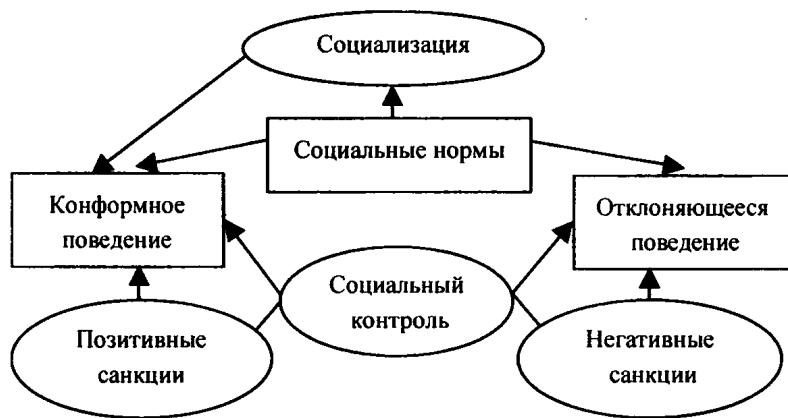 Социализация
Социальные нормы
Конформное
поведение
Отклоняющееся
поведение
Социальный
контроль
Позитивные
санкции
Негативные
санкции